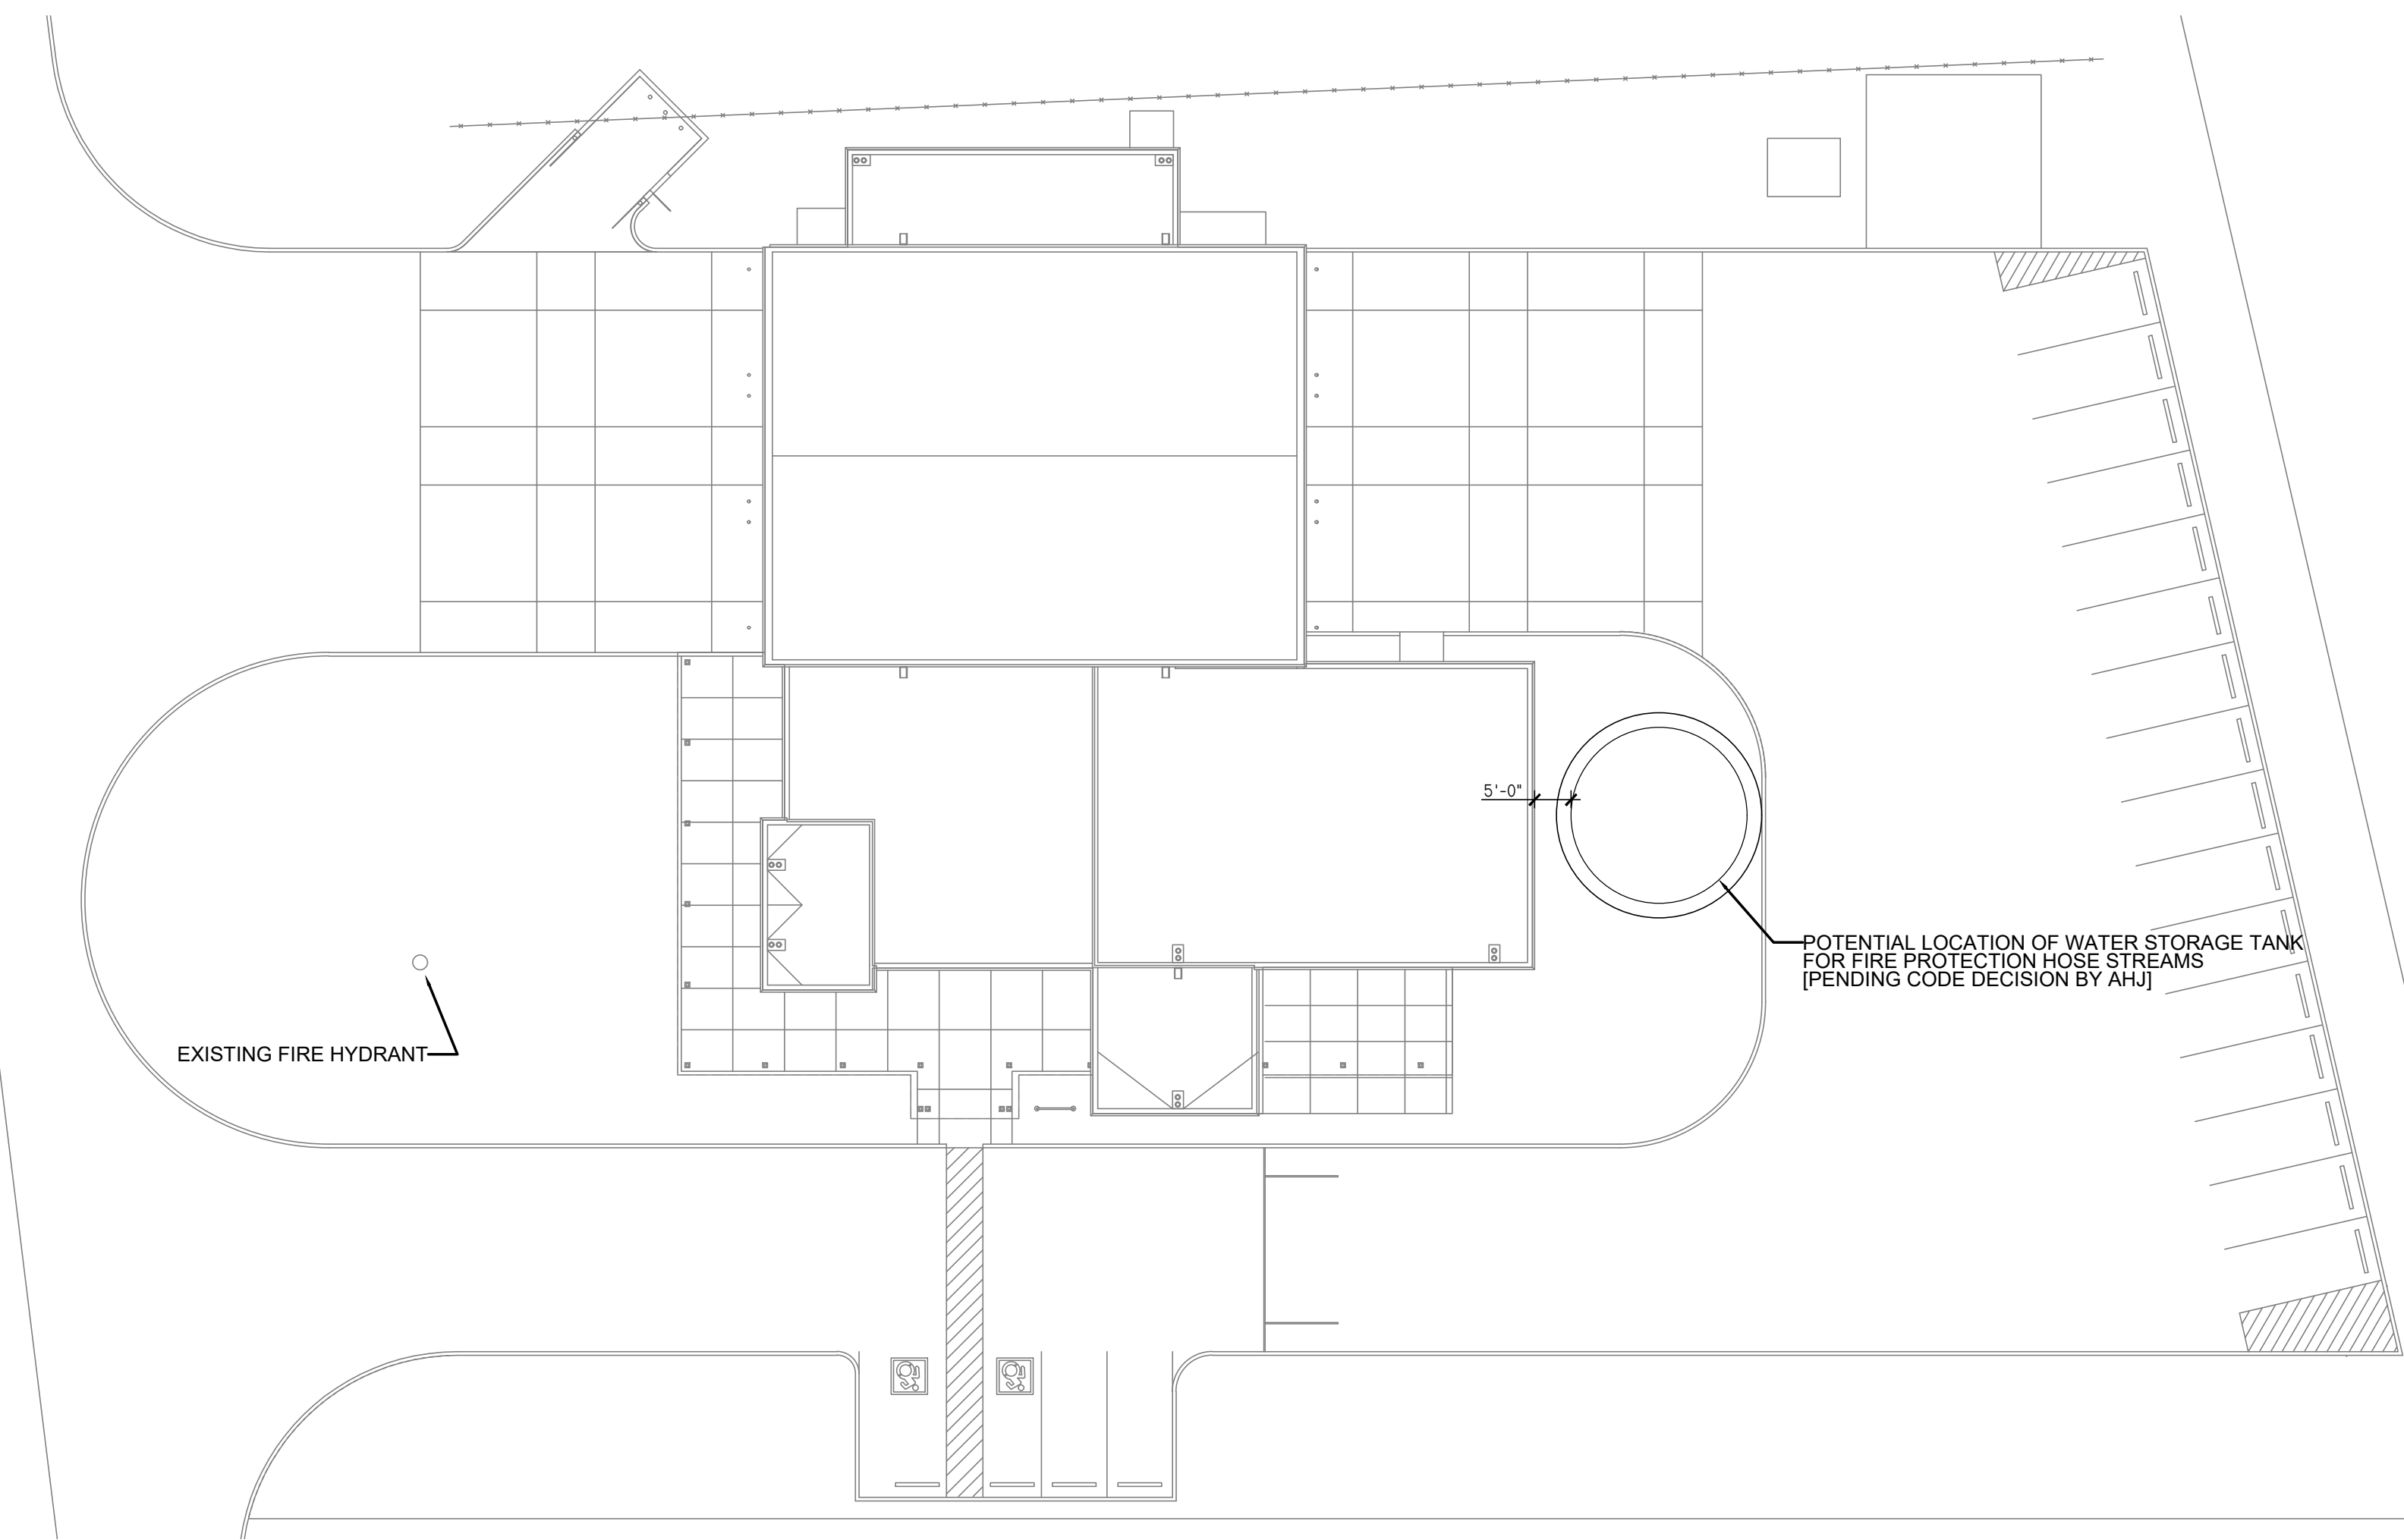 5'-0"
POTENTIAL LOCATION OF WATER STORAGE TANK
FOR FIRE PROTECTION HOSE STREAMS
[PENDING CODE DECISION BY AHJ]
EXISTING FIRE HYDRANT